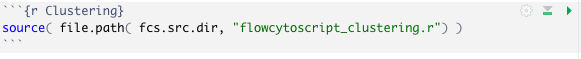 ```{r Clustering}
source( file.path( fcs.src.dir, "flowcytoscript_clustering.r") )
```